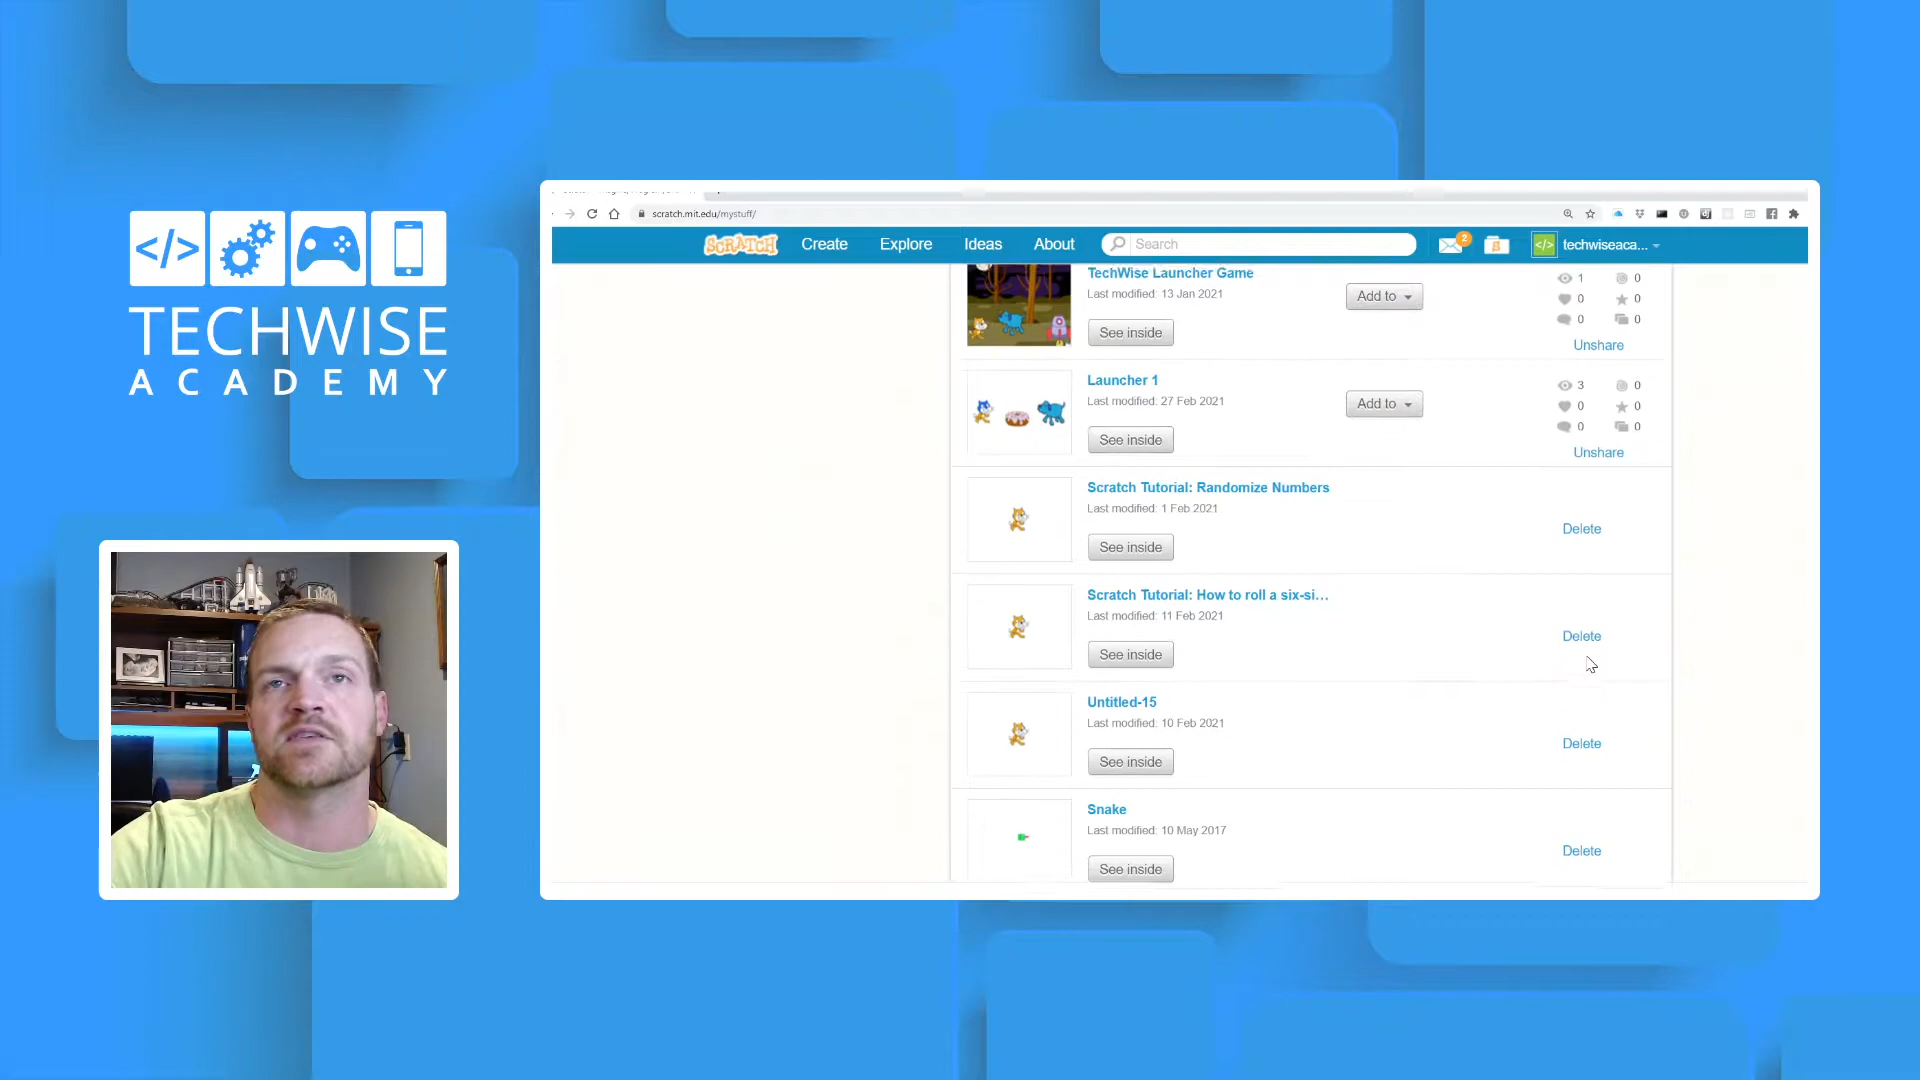 </>
TECHWISE
ACADEMY
scratch.mit.edu/mystuff/
SCRATCH
Create
Explore
Ideas
About
Search
2
S
</>
techwiseaca...
TechWise Launcher Game
Last modified: 13 Jan 2021
See inside
Add to
1
0
0
0
0
0
Unshare
Launcher 1
Last modified: 27 Feb 2021
See inside
Add to
3
0
0
0
0
0
Unshare
Scratch Tutorial: Randomize Numbers
Last modified: 1 Feb 2021
See inside
Delete
Scratch Tutorial: How to roll a six-si...
Last modified: 11 Feb 2021
See inside
Delete
Untitled-15
Last modified: 10 Feb 2021
See inside
Delete
Snake
Last modified: 10 May 2017
See inside
Delete